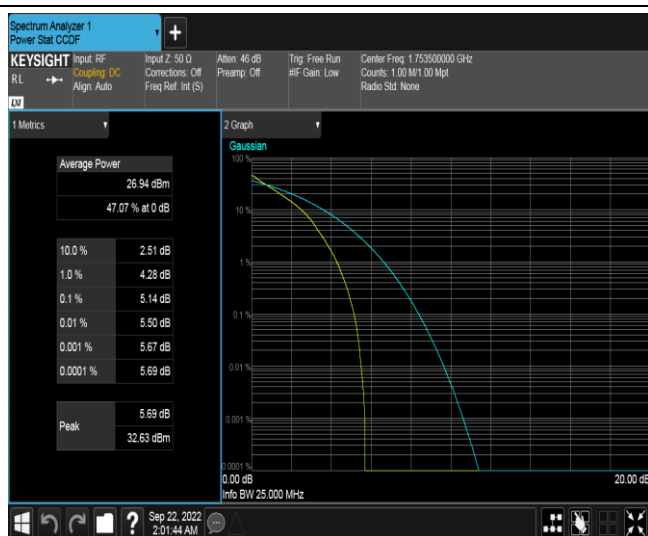 Spectrum Analyzer 1
Power Stat CCDF
+
KEYSIGHT
RL
LXI
Input: RF
Coupling: DC
Align: Auto
Input Z: 50 Ω
Corrections: Off
Freq Ref: Int (S)
Atten: 46 dB
Preamp: Off
Trig: Free Run
#IF Gain: Low
Center Freq: 1.753500000 GHz
Counts: 1.00 M/1.00 Mpt
Radio Std: None
1 Metrics
Average Power
26.94 dBm
47.07 % at 0 dB
10.0 % 2.51 dB
1.0 % 4.28 dB
0.1 % 5.14 dB
0.01 % 5.50 dB
0.001 % 5.67 dB
0.0001 % 5.69 dB
Peak
5.69 dB
32.63 dBm
2 Graph
Gaussian
100 %
10 %
1 %
0.1 %
0.01 %
0.001 %
0.0001 %
0.00 dB
20.00 dB
Info BW 25.000 MHz
?
Sep 22, 2022
2:01:44 AM